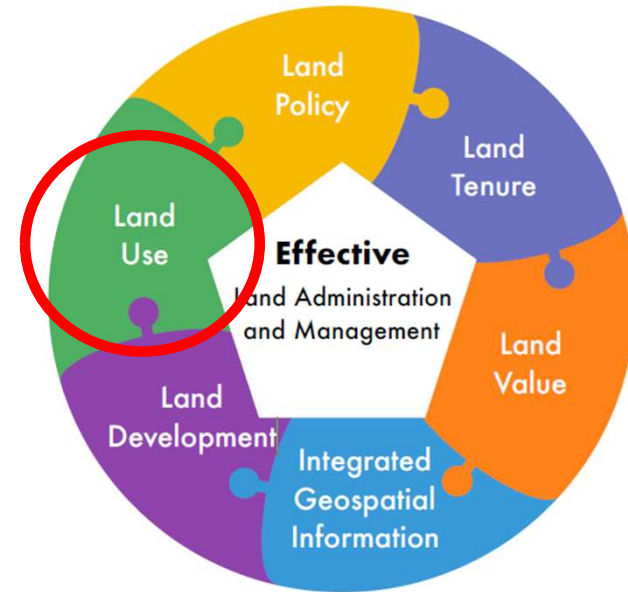 Land
Policy
Land
Tenure
Land
Value
Integrated
Geospatial
Information
Land
Development
Land
Use
Effective
Land Administration
and Management